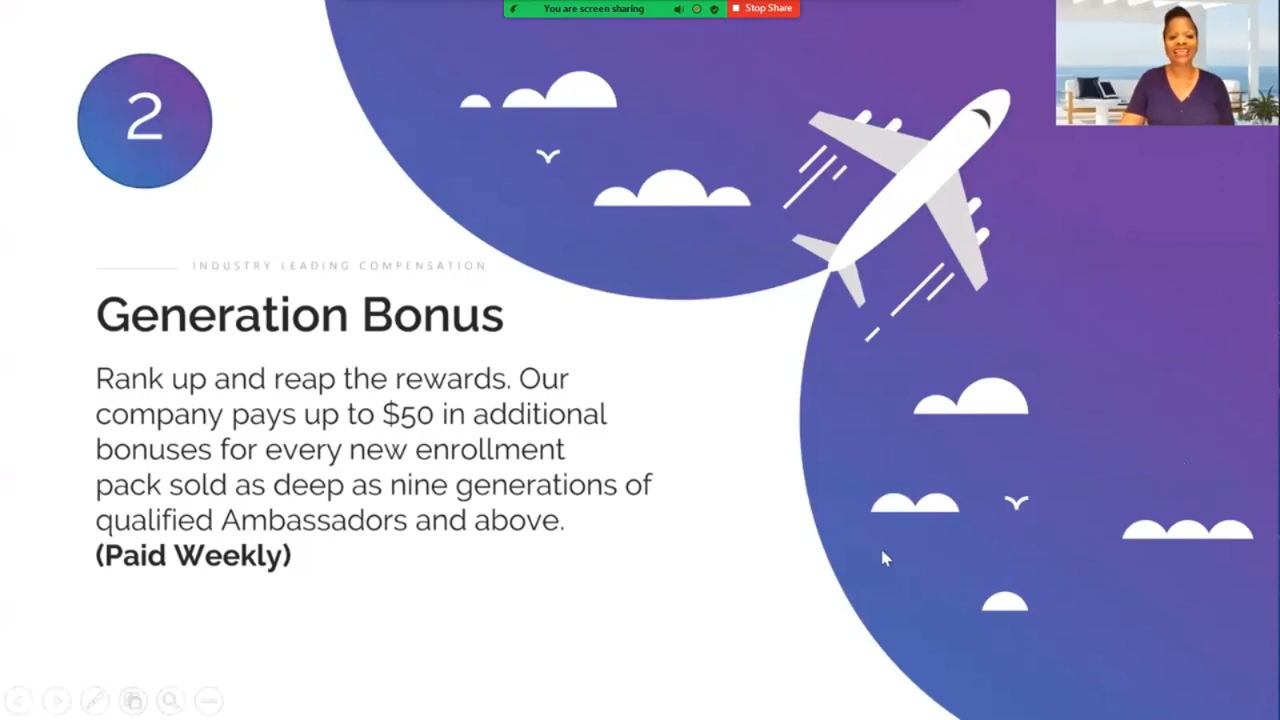 You are screen sharing
Stop Share
2
INDUSTRY LEADING COMPENSATION
Generation Bonus
Rank up and reap the rewards. Our
company pays up to $50 in additional
bonuses for every new enrollment
pack sold as deep as nine generations of
qualified Ambassadors and above.
(Paid Weekly)